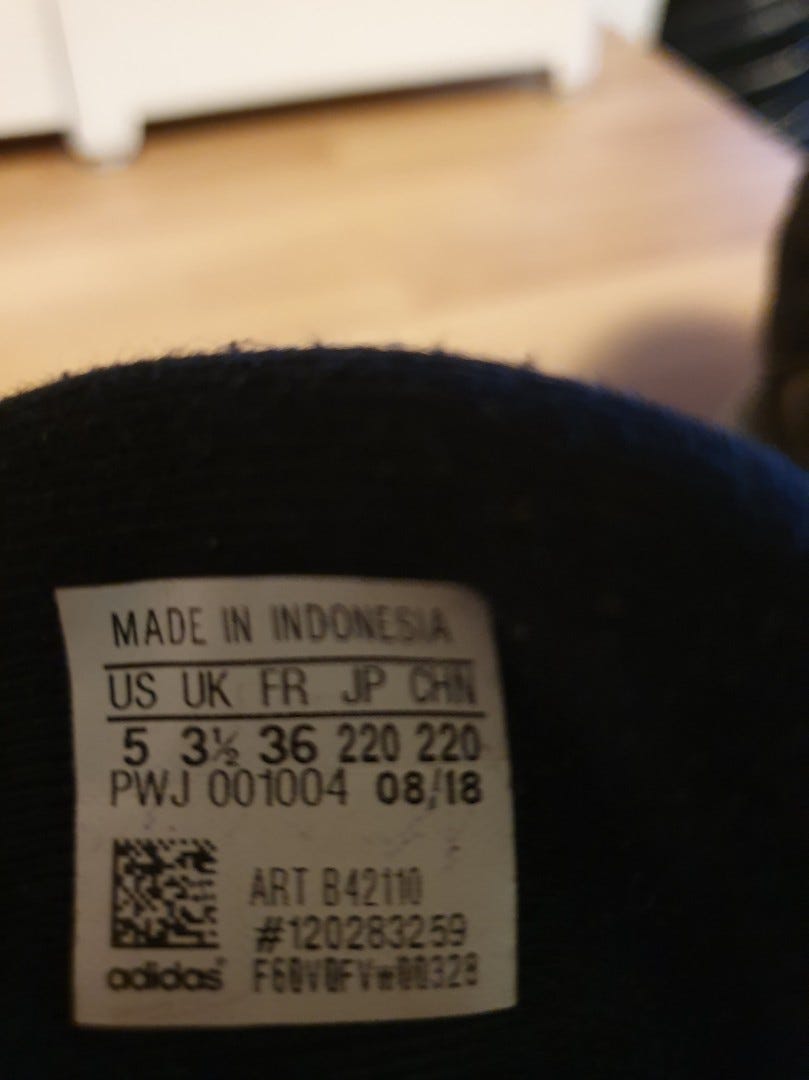 MADE IN INDONESIA
US UK FR JP CHN
5 3½ 36 220 220
PWJ 001004 08/18
ART B42110
#120283259
adidas